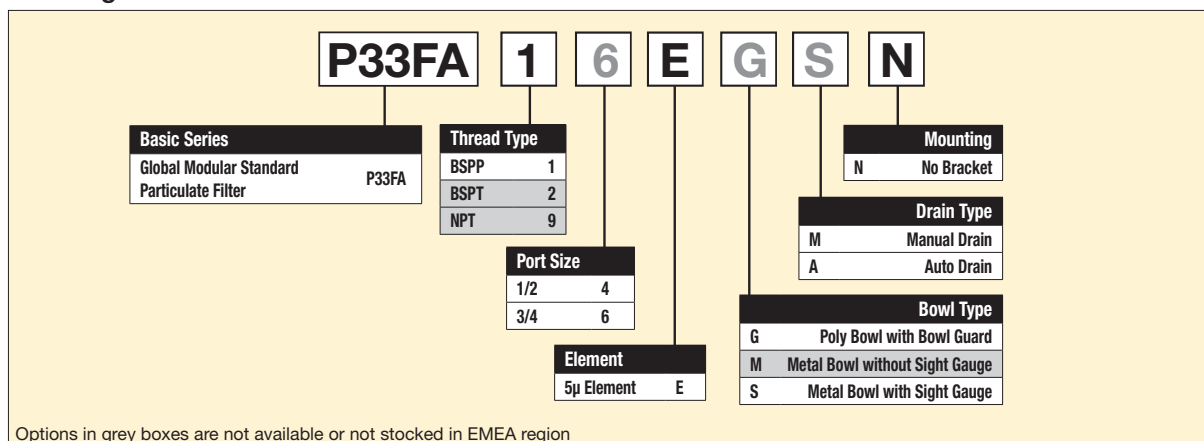 P33FA 1 6 E G S N
Basic Series
Global Modular Standard
Particulate Filter P33FA
Thread Type
BSPP 1
BSPT 2
NPT 9
Port Size
1/2 4
3/4 6
Element
5µ Element E
Mounting
N No Bracket
Drain Type
M Manual Drain
A Auto Drain
Bowl Type
G Poly Bowl with Bowl Guard
M Metal Bowl without Sight Gauge
S Metal Bowl with Sight Gauge
Options in grey boxes are not available or not stocked in EMEA region